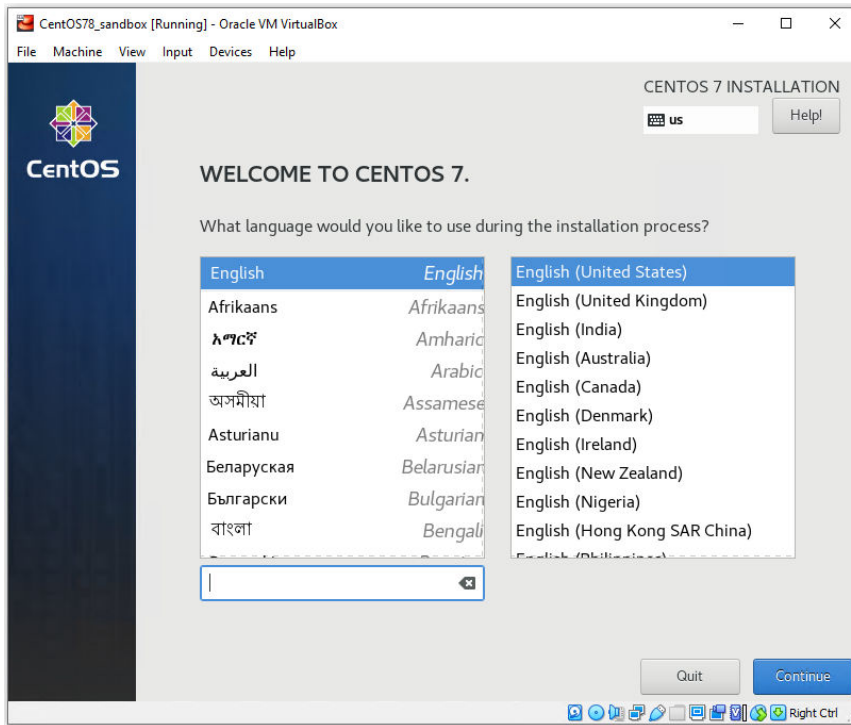 CentOS78_sandbox [Running] - Oracle VM VirtualBox
File Machine View Input Devices Help
CENTOS 7 INSTALLATION
us
Help!
CentOS
WELCOME TO CENTOS 7.
What language would you like to use during the installation process?
English English
Afrikaans Afrikaans
አማርኛ Amharic
العربية Arabic
অসমীয়া Assamese
Asturianu Asturian
Беларуская Belarusian
Български Bulgarian
বাংলা Bengali
English (United States)
English (United Kingdom)
English (India)
English (Australia)
English (Canada)
English (Denmark)
English (Ireland)
English (New Zealand)
English (Nigeria)
English (Hong Kong SAR China)
English (Philippines)
Quit
Continue
Right Ctrl